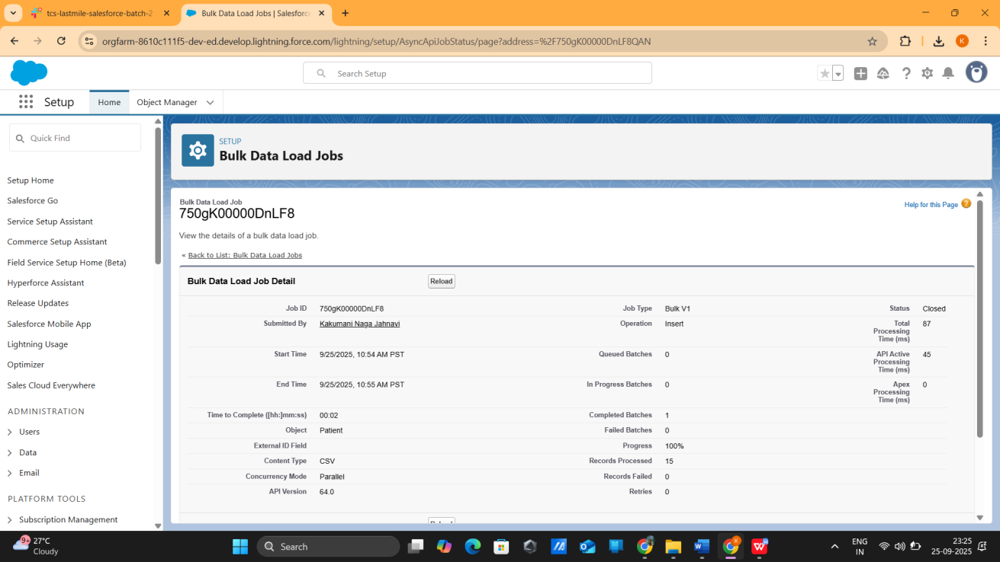 tcs-lastmile-salesforce-batch-2
Bulk Data Load Jobs | Salesforc
orgfarm-8610c111f5-dev-ed.develop.lightning.force.com/lightning/setup/AsyncApiJobStatus/page?address=%2F750gK00000DnLF8QAN
K
Search Setup
Setup
Home
Object Manager
Quick Find
Setup Home
Salesforce Go
Service Setup Assistant
Commerce Setup Assistant
Field Service Setup Home (Beta)
Hyperforce Assistant
Release Updates
Salesforce Mobile App
Lightning Usage
Optimizer
Sales Cloud Everywhere
ADMINISTRATION
Users
Data
Email
PLATFORM TOOLS
Subscription Management
SETUP
Bulk Data Load Jobs
Bulk Data Load Job
750gK00000DnLF8
Help for this Page
View the details of a bulk data load job.
« Back to List: Bulk Data Load Jobs
Bulk Data Load Job Detail
Reload
Job ID 750gK00000DnLF8 Job Type Bulk V1 Status Closed
Submitted By Kakumani Naga Jahnavi Operation Insert Total 87
Processing
Time (ms)
Start Time 9/25/2025, 10:54 AM PST Queued Batches 0 API Active 45
Processing
Time (ms)
End Time 9/25/2025, 10:55 AM PST In Progress Batches 0 Apex 0
Processing
Time (ms)
Time to Complete ([hh:]mm:ss) 00:02 Completed Batches 1
Object Patient Failed Batches 0
External ID Field Progress 100%
Content Type CSV Records Processed 15
Concurrency Mode Parallel Records Failed 0
API Version 64.0 Retries 0
9+
27°C
Cloudy
Search
ENG
IN
23:25
25-09-2025